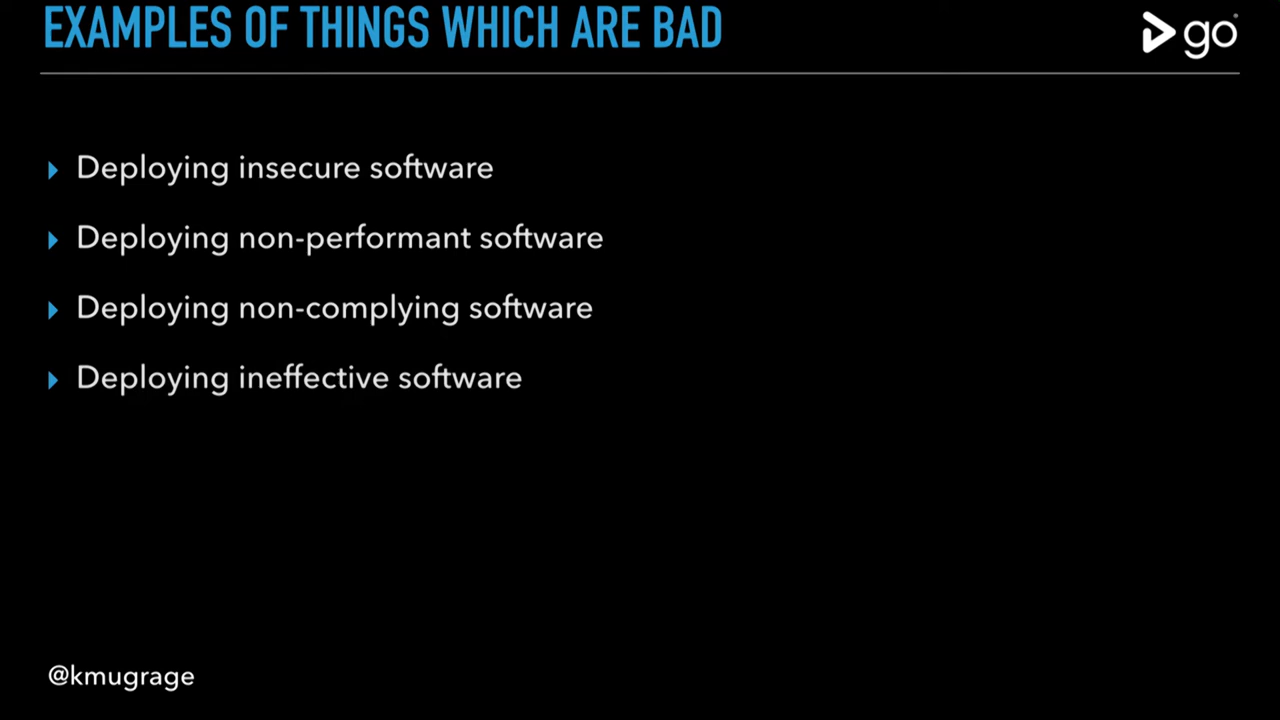 EXAMPLES OF THINGS WHICH ARE BAD
go
Deploying insecure software
Deploying non-performant software
Deploying non-complying software
Deploying ineffective software
@kmugrage